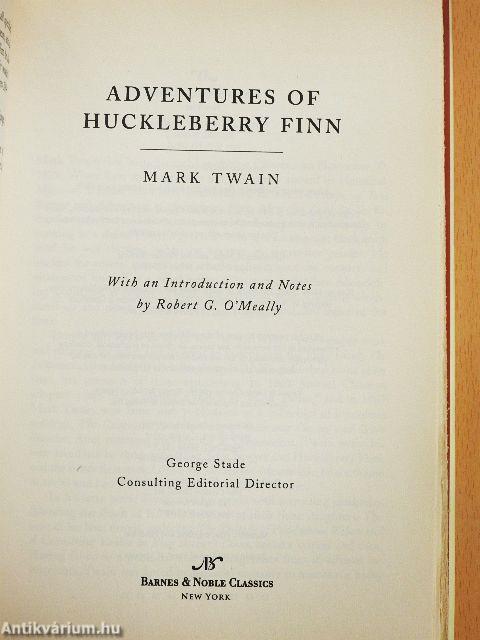 ADVENTURES OF
HUCKLEBERRY FINN
MARK TWAIN
With an Introduction and Notes
by Robert G. O'Meally
George Stade
Consulting Editorial Director
BARNES & NOBLE CLASSICS
NEW YORK
Antikvárium.hu